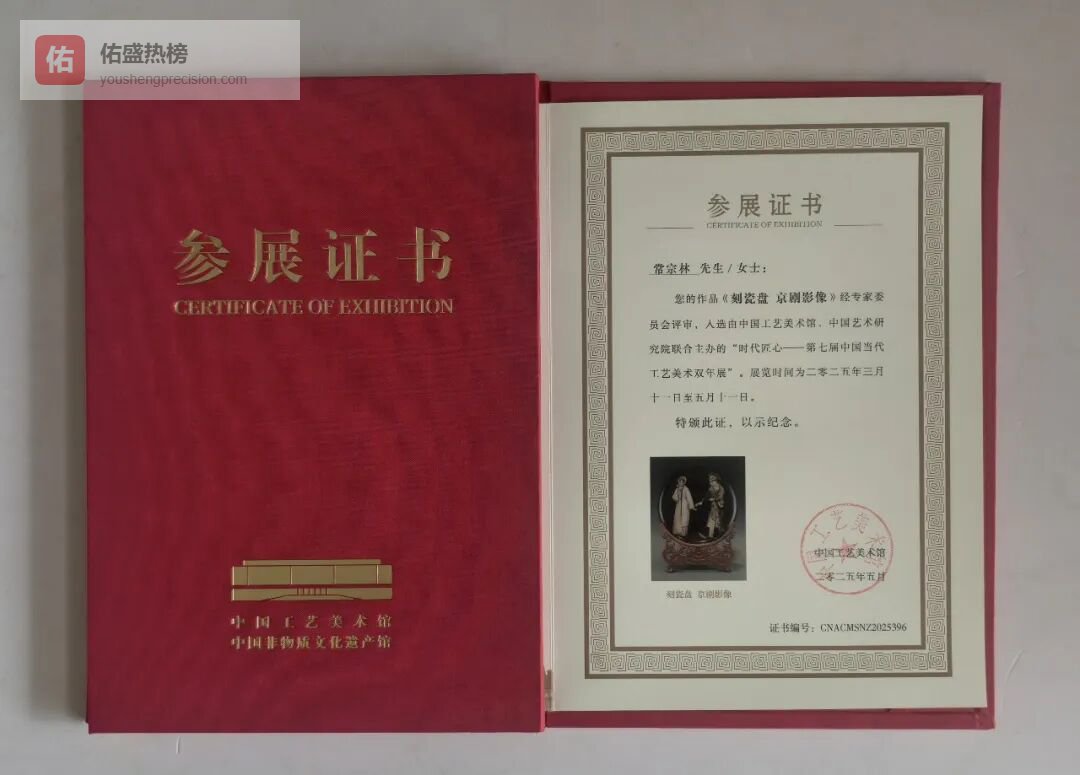 佑
佑盛热榜
youshengprecision.com
参展证书
CERTIFICATE OF EXHIBITION
中国工艺美术馆
中国非物质文化遗产馆
参展证书
CERTIFICATE OF EXHIBITION
常宗林 先生/女士：
您的作品《刻瓷盘 京剧影像》经专家委
员会评审，入选由中国工艺美术馆、中国艺术研
究院联合主办的“时代匠心——第七届中国当代
工艺美术双年展”。展览时间为二零二五年三月
十一日至五月十一日。
特颁此证，以示纪念。
刻瓷盘 京剧影像
中国工艺美术馆
中国工艺美术馆
二零二五年五月
证书编号：CNACMSNZ2025396